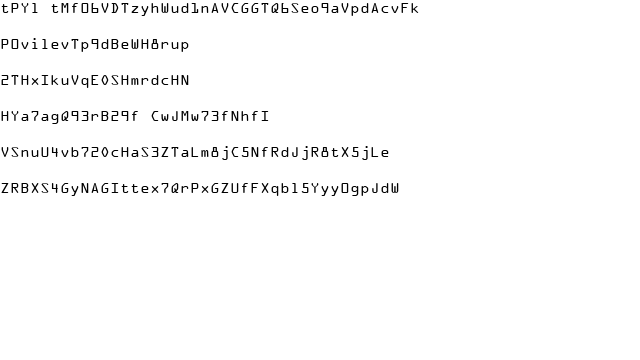 tPYl tMfO6VDTzyhWud1nAVCGGTQ6Seo9aVpdAcvFk
POvilevTp9dBeWH8rup
2THxIkuVqE0SHmrdcHN
HYa7agQ93rB29f CwJMw73fNhfI
VSnuU4vb720cHaS3ZTaLm8jC5NfRdJjR8tX5jLe
ZRBXS4GyNAGIttex7QrPxGZUfFXqbl5YyyOgpJdW